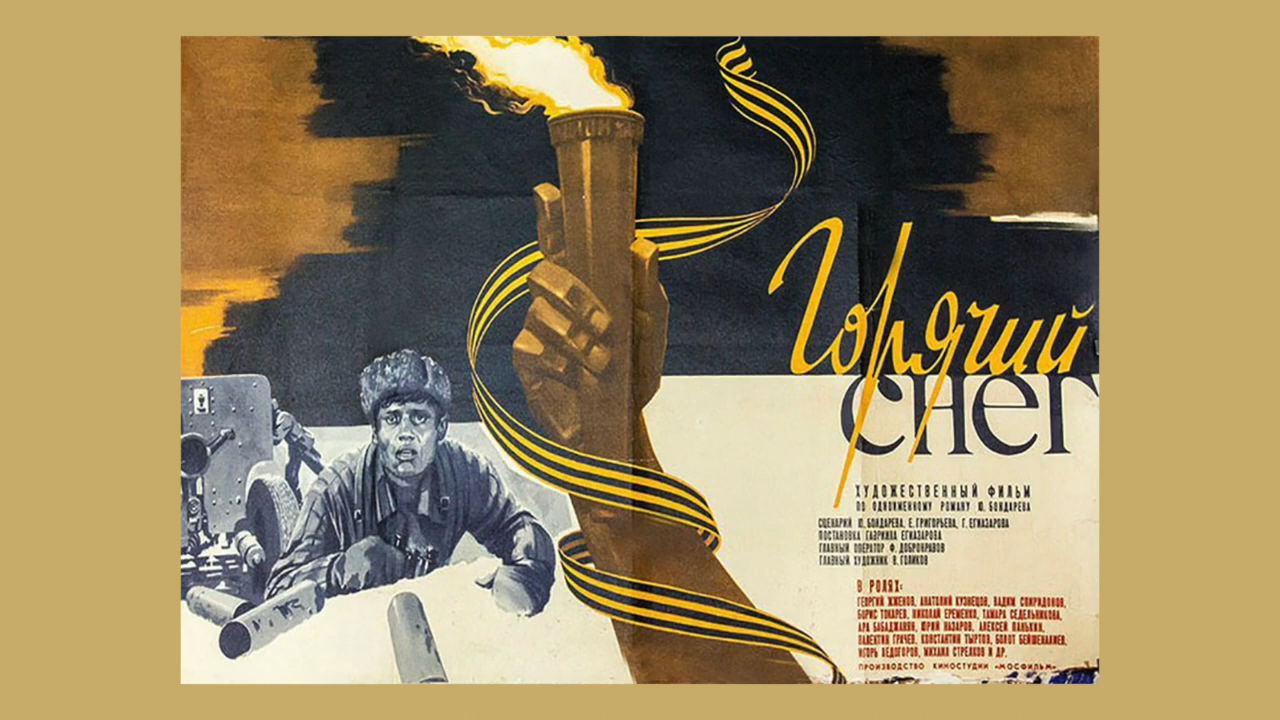 Горячий
снег
ХУДОЖЕСТВЕННЫЙ ФИЛЬМ
ПО ОДНОИМЕННОМУ РОМАНУ Ю. БОНДАРЕВА
СЦЕНАРИЙ Ю. БОНДАРЕВА, Е. ГРИГОРЬЕВА, Г. ЕГИАЗАРОВА
ПОСТАНОВКА ГАВРИИЛА ЕГИАЗАРОВА
ГЛАВНЫЙ ОПЕРАТОР Ф. ДОБРОНРАВОВ
ГЛАВНЫЙ ХУДОЖНИК В. ГОЛИКОВ
В РОЛЯХ:
ГЕОРГИЙ ЖЖЕНОВ, АНАТОЛИЙ КУЗНЕЦОВ, ВАДИМ СПИРИДОНОВ,
БОРИС ТОКАРЕВ, НИКОЛАЙ ЕРЕМЕНКО, ТАМАРА СЕДЕЛЬНИКОВА,
АРА БАБАДЖАНЯН, ЮРИЙ НАЗАРОВ, АЛЕКСЕЙ ПАНЬКИН,
ВАЛЕНТИН ГРАЧЕВ, КОНСТАНТИН ТЫРТОВ, БОЛОТ БЕЙШЕНАЛИЕВ,
ИГОРЬ ЛЕДОГОРОВ, МИХАИЛ СТРЕЛКОВ И ДР.
ПРОИЗВОДСТВО КИНОСТУДИИ «МОСФИЛЬМ»